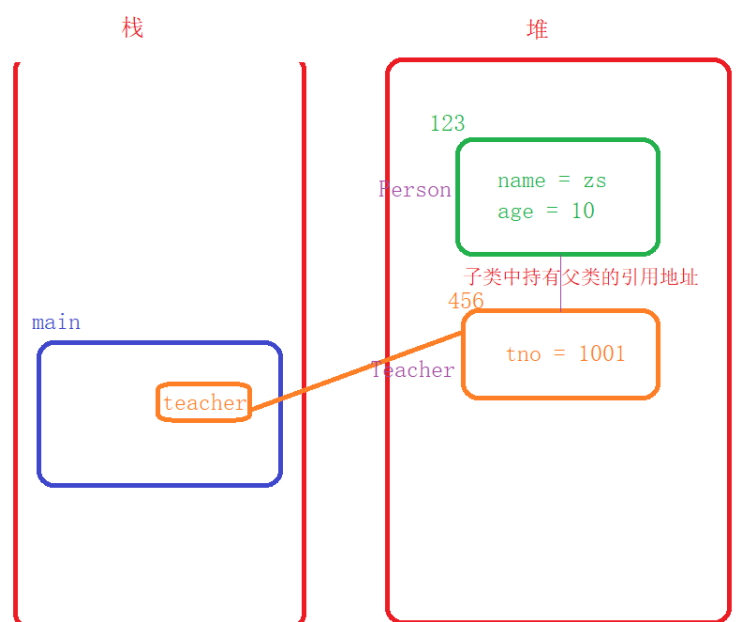 栈
堆
123
Person
name = zs
age = 10
子类中持有父类的引用地址
456
main
teacher
Teacher
tno = 1001